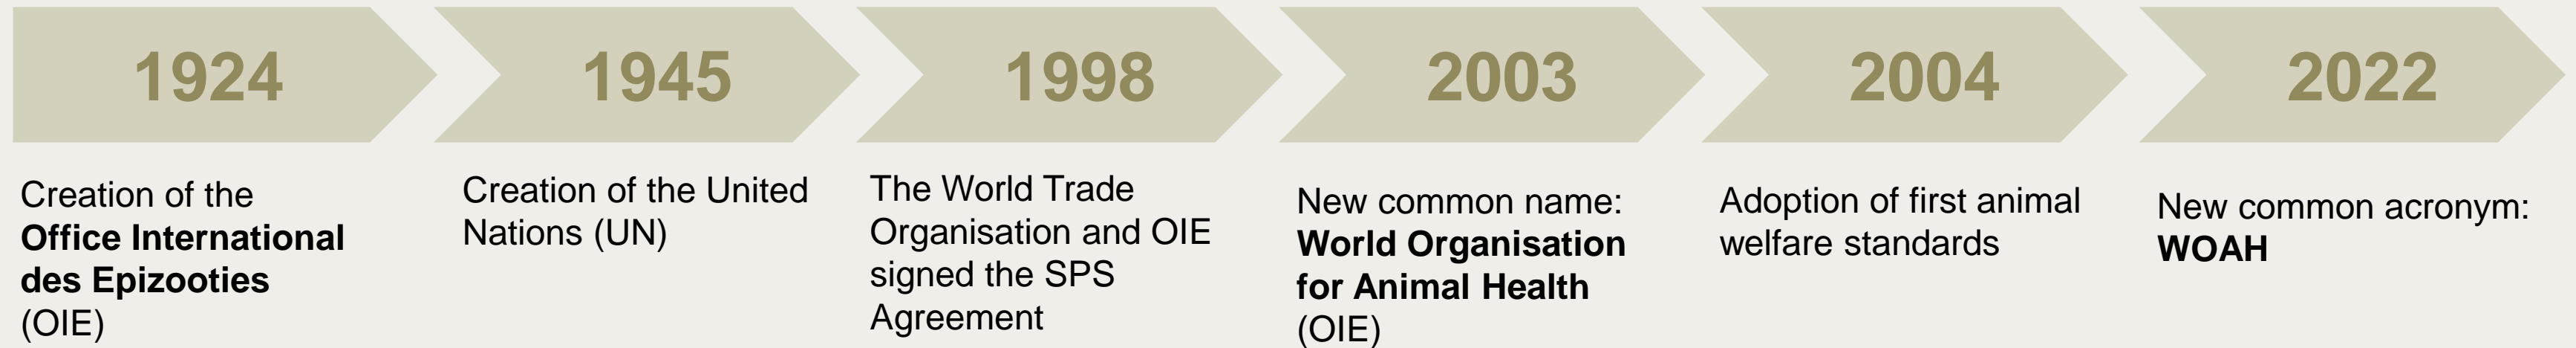 1924
Creation of the
Office International
des Epizooties
(OIE)
1945
Creation of the United
Nations (UN)
1998
The World Trade
Organisation and OIE
signed the SPS
Agreement
2003
New common name:
World Organisation
for Animal Health
(OIE)
2004
Adoption of first animal
welfare standards
2022
New common acronym:
WOAH